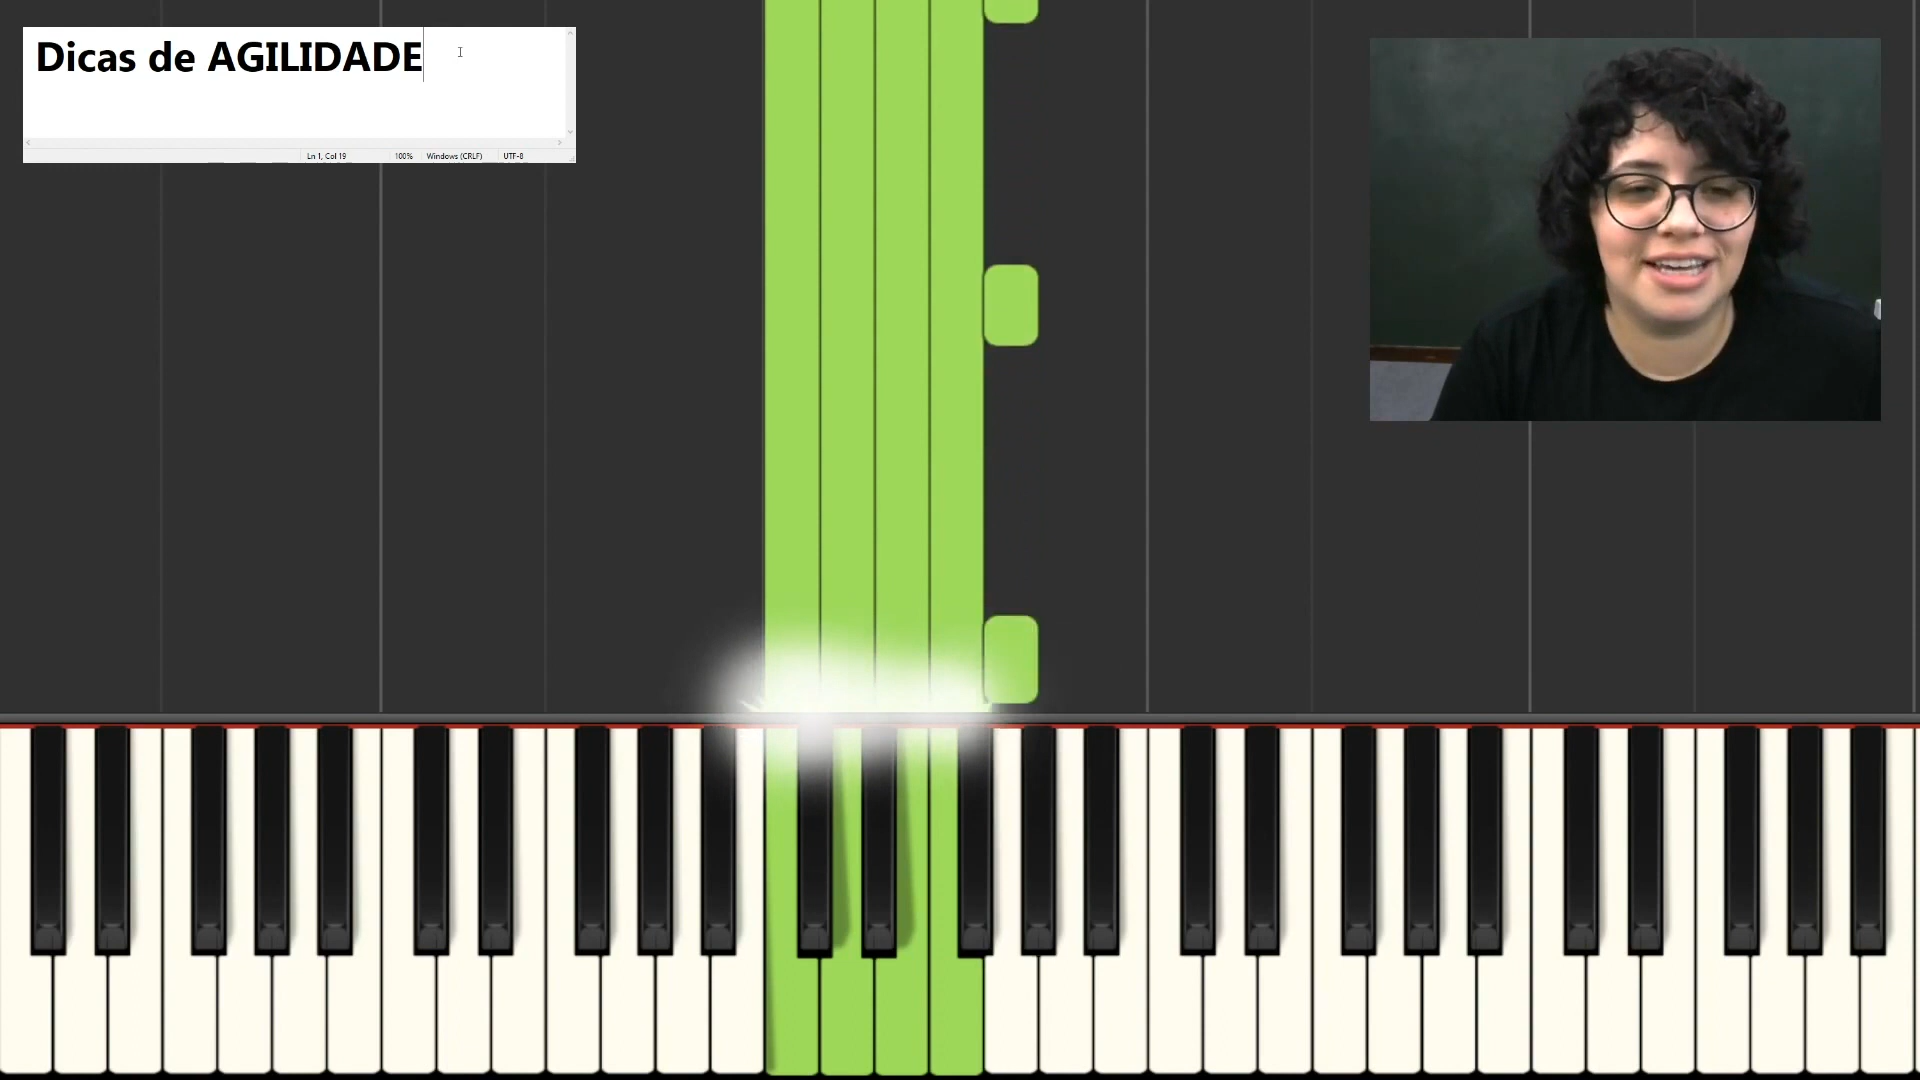 Dicas de AGILIDADE
Ln 1, Col 19 100% Windows (CRLF) UTF-8